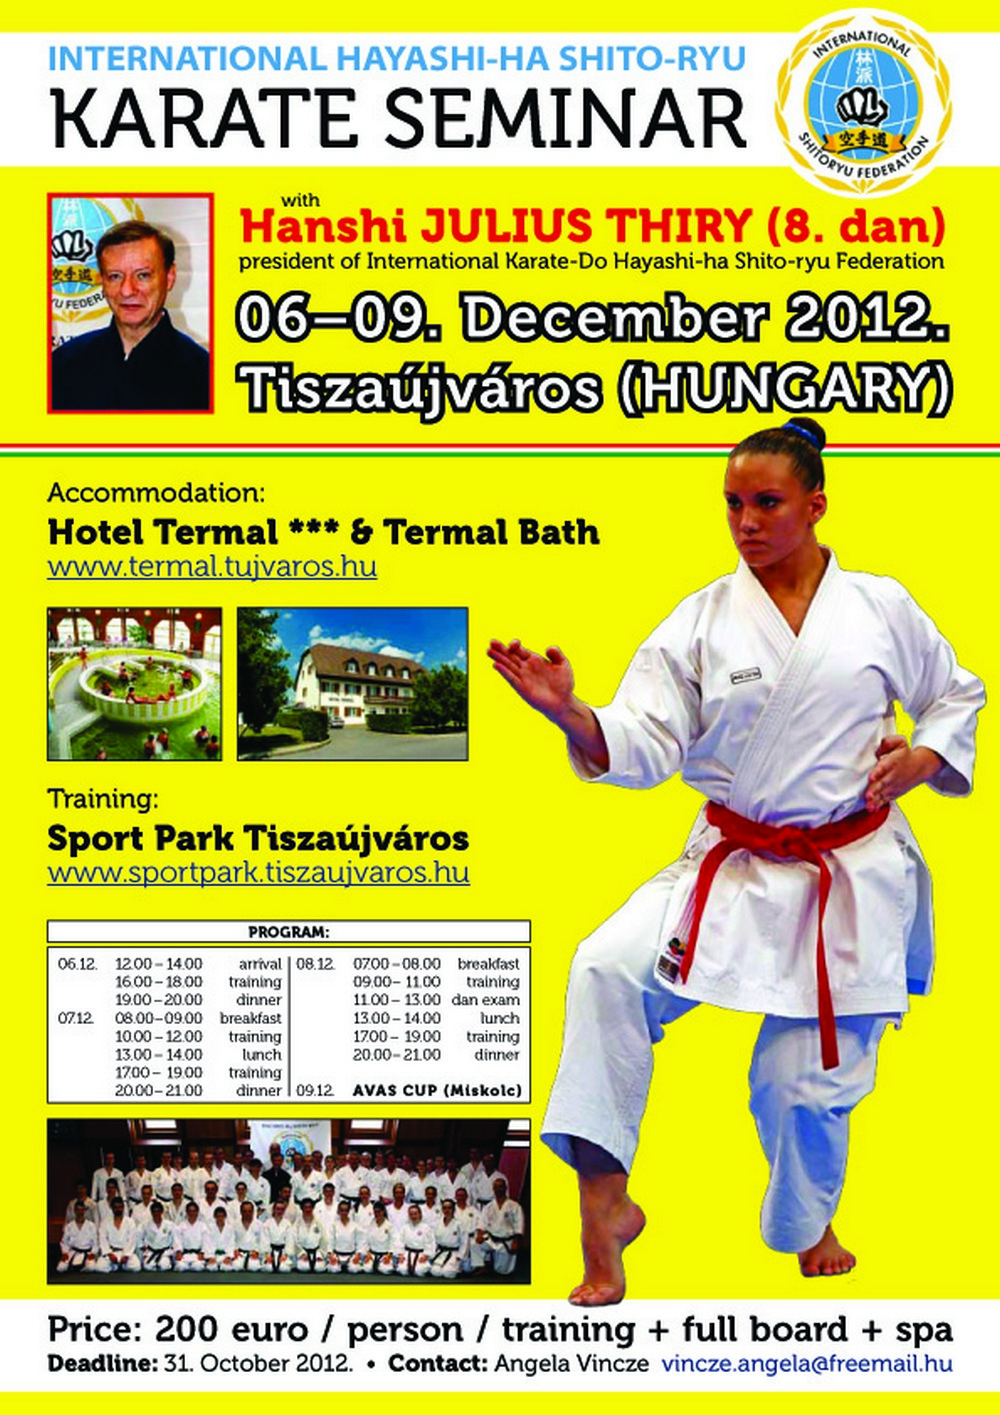 INTERNATIONAL HAYASHI-HA SHITO-RYU
KARATE SEMINAR
INTERNATIONAL
林
派
空手道
SHITORYU FEDERATION
with
Hanshi JULIUS THIRY (8. dan)
president of International Karate-Do Hayashi-ha Shito-ryu Federation
06–09. December 2012.
Tiszaújváros (HUNGARY)
Accommodation:
Hotel Termal *** & Termal Bath
www.termal.tujvaros.hu
Training:
Sport Park Tiszaújváros
www.sportpark.tiszaujvaros.hu
PROGRAM:
06.12. 12.00 – 14.00 arrival
16.00 – 18.00 training
19.00 – 20.00 dinner
07.12. 08.00 – 09.00 breakfast
10.00 – 12.00 training
13.00 – 14.00 lunch
17.00 – 19.00 training
20.00 – 21.00 dinner
08.12. 07.00 – 08.00 breakfast
09.00 – 11.00 training
11.00 – 13.00 dan exam
13.00 – 14.00 lunch
17.00 – 19.00 training
20.00 – 21.00 dinner
09.12. AVAS CUP (Miskolc)
Price: 200 euro / person / training + full board + spa
Deadline: 31. October 2012. • Contact: Angela Vincze vincze.angela@freemail.hu